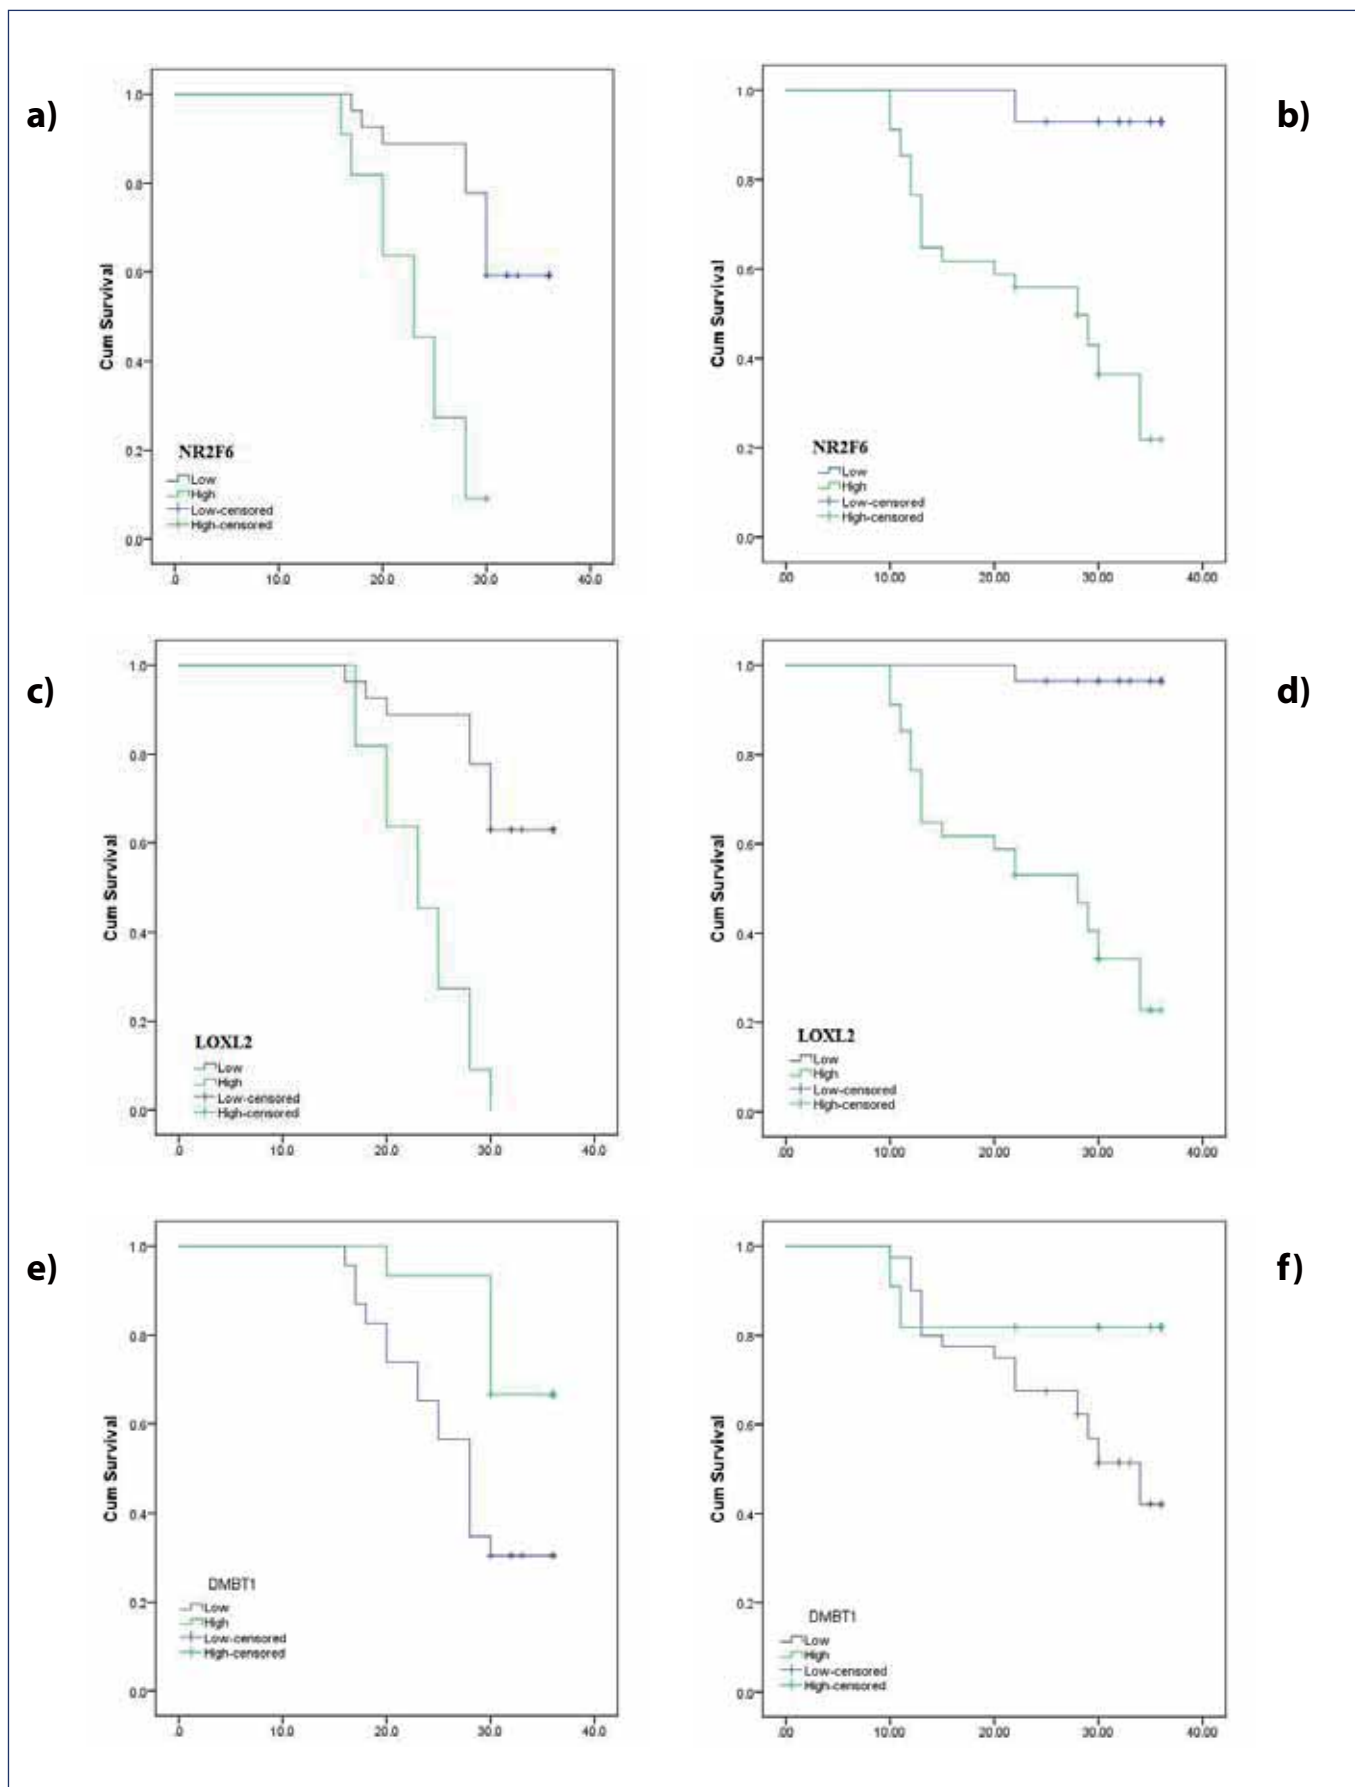 a)
1.0
0.8
0.6
0.4
0.2
0.0
Cum Survival
NR2F6
Low
High
Low-censored
High-censored
.0 10.0 20.0 30.0 40.0
b)
1.0
0.8
0.6
0.4
0.2
0.0
Cum Survival
NR2F6
Low
High
Low-censored
High-censored
.00 10.00 20.00 30.00 40.00
c)
1.0
0.8
0.6
0.4
0.2
0.0
Cum Survival
LOXL2
Low
High
Low-censored
High-censored
.0 10.0 20.0 30.0 40.0
d)
1.0
0.8
0.6
0.4
0.2
0.0
Cum Survival
LOXL2
Low
High
Low-censored
High-censored
.00 10.00 20.00 30.00 40.00
e)
1.0
0.8
0.6
0.4
0.2
0.0
Cum Survival
DMBT1
Low
High
Low-censored
High-censored
.0 10.0 20.0 30.0 40.0
f)
1.0
0.8
0.6
0.4
0.2
0.0
Cum Survival
DMBT1
Low
High
Low-censored
High-censored
.00 10.00 20.00 30.00 40.00